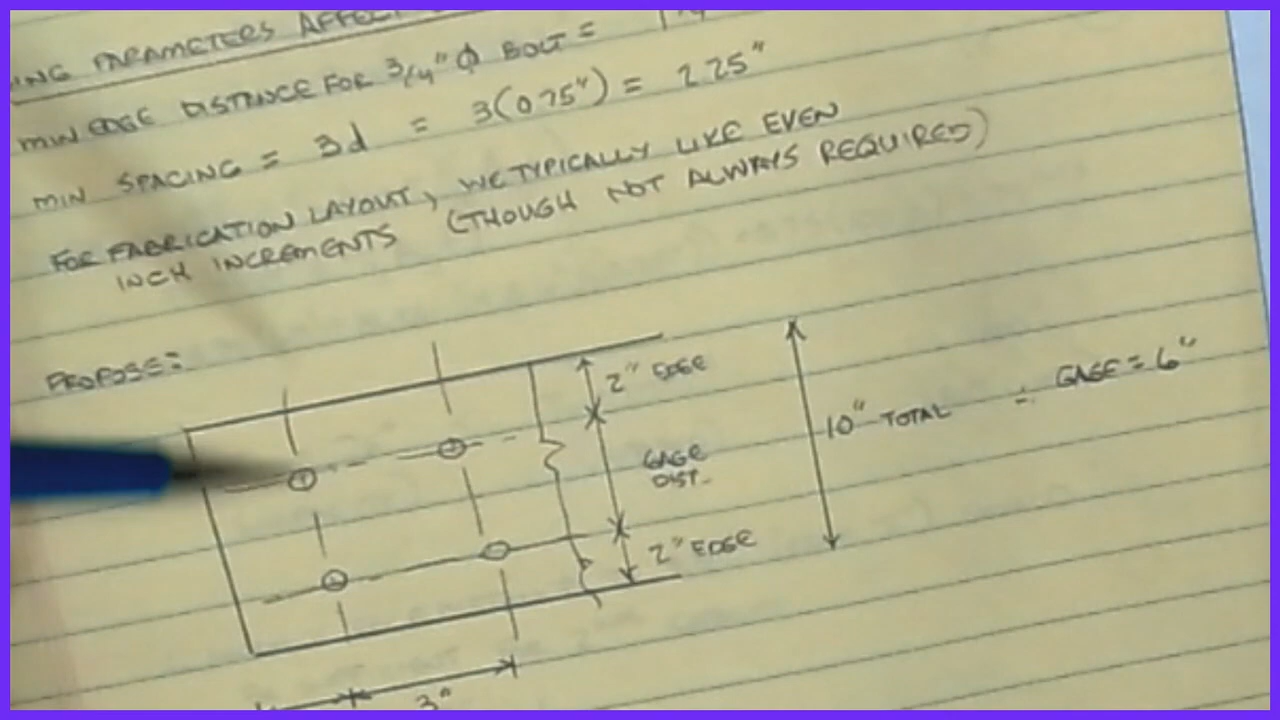 ING PARAMETERS AFFECT
MIN EDGE DISTANCE FOR 3/4" Φ BOLT =
MIN SPACING = 3d = 3(0.75") = 2.25"
FOR FABRICATION LAYOUT, WE TYPICALLY LIKE EVEN
INCH INCREMENTS (THOUGH NOT ALWAYS REQUIRED)
PROPOSE:
2" EDGE
GAGE
DIST.
2" EDGE
10" TOTAL ∴ GAGE = 6"
3"